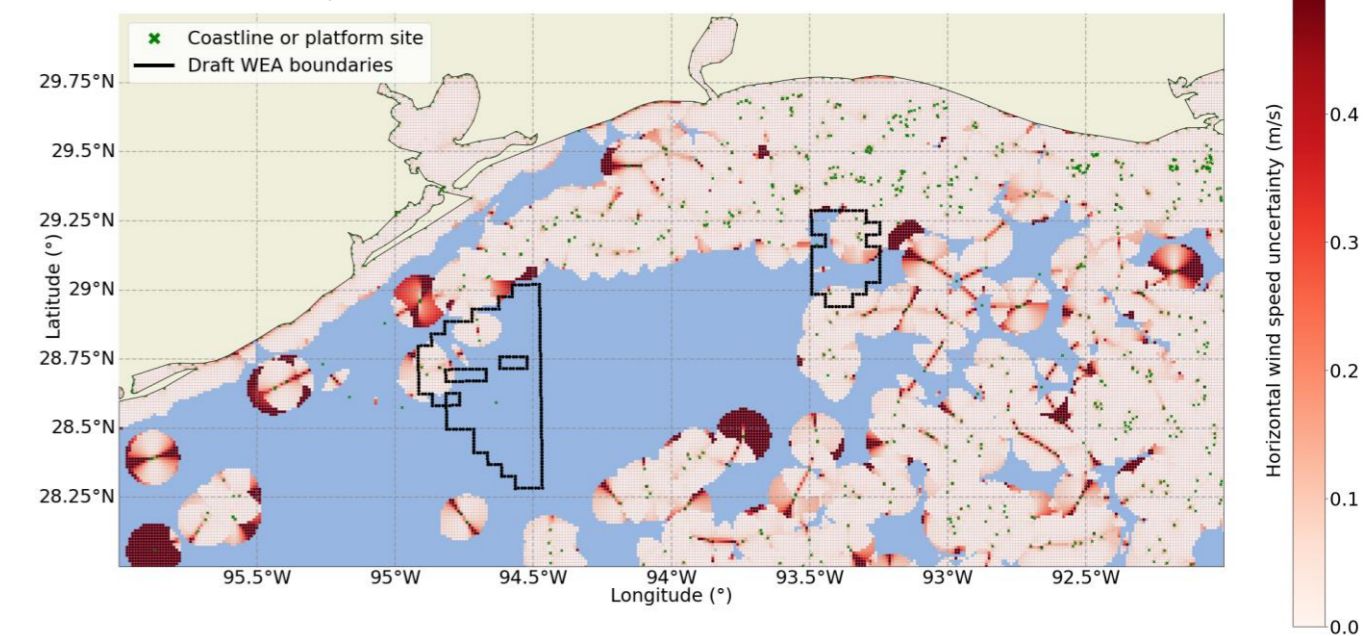 Coastline or platform site
Draft WEA boundaries
29.75°N
29.5°N
29.25°N
29°N
28.75°N
28.5°N
28.25°N
Latitude (°)
95.5°W 95°W 94.5°W 94°W 93.5°W 93°W 92.5°W
Longitude (°)
0.4
0.3
0.2
0.1
0.0
Horizontal wind speed uncertainty (m/s)